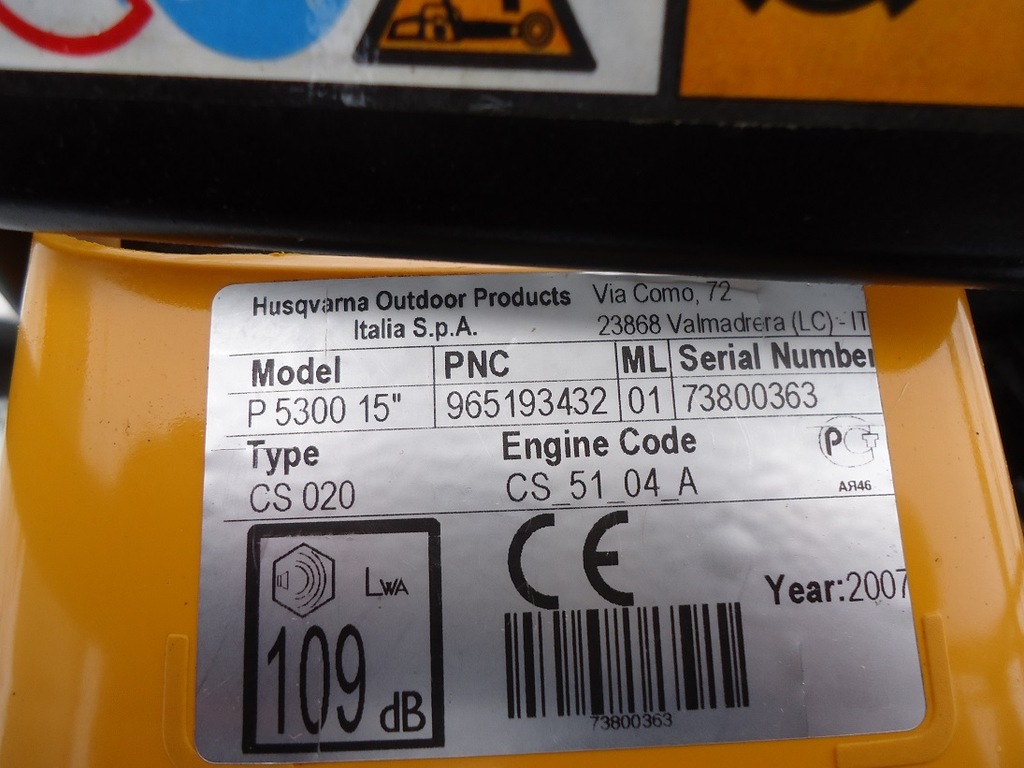 Husqvarna Outdoor Products Via Como, 72
Italia S.p.A. 23868 Valmadrera (LC) - IT
Model PNC ML Serial Number
P 5300 15" 965193432 01 73800363
Type Engine Code
CS 020 CS_51_04_A
АЯ46
LWA
109 dB
CE
Year:2007
73800363